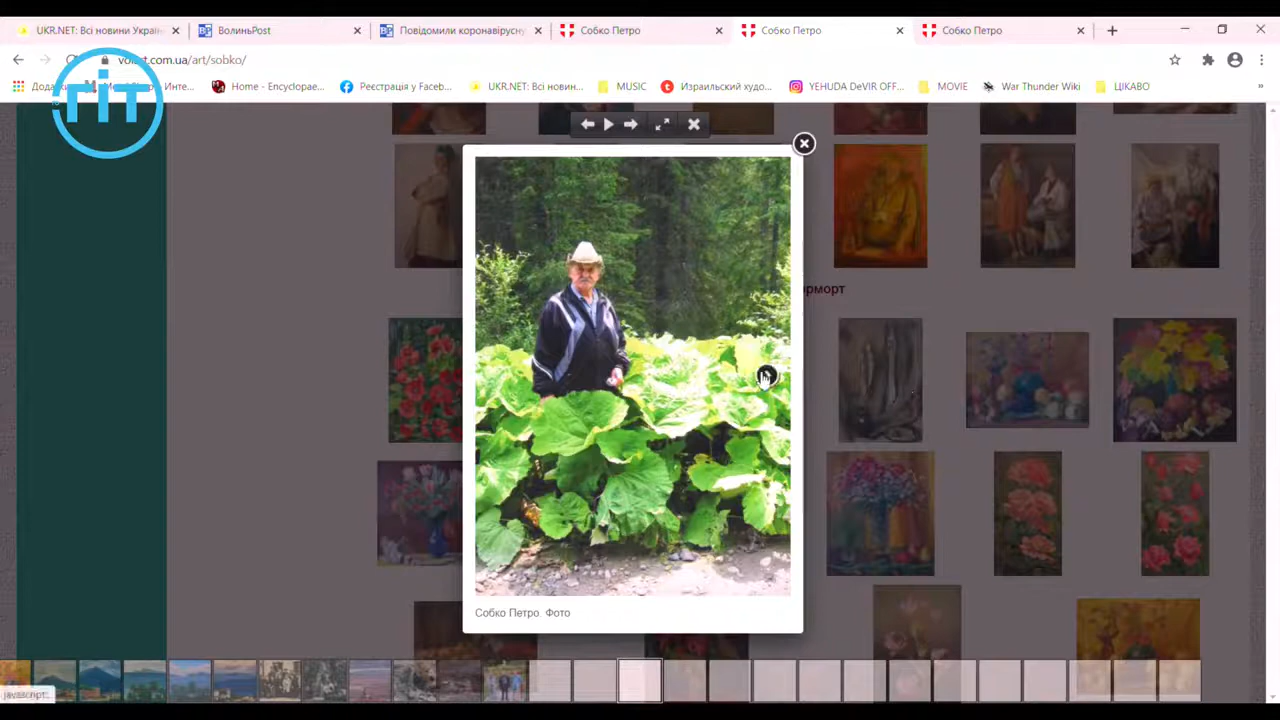 UKR.NET: Всі новини Україн
ВолиньPost
Повідомили коронавірусну
Собко Петро
Собко Петро
Собко Петро
volart.com.ua/art/sobko/
Home - Encyclopae...
Реєстрація у Faceb...
UKR.NET: Всі новин...
MUSIC
Израильский худо...
YEHUDA DeVIR OFF...
MOVIE
War Thunder Wiki
ЦІКАВО
»
гіт
Собко Петро. Фото
javascript: